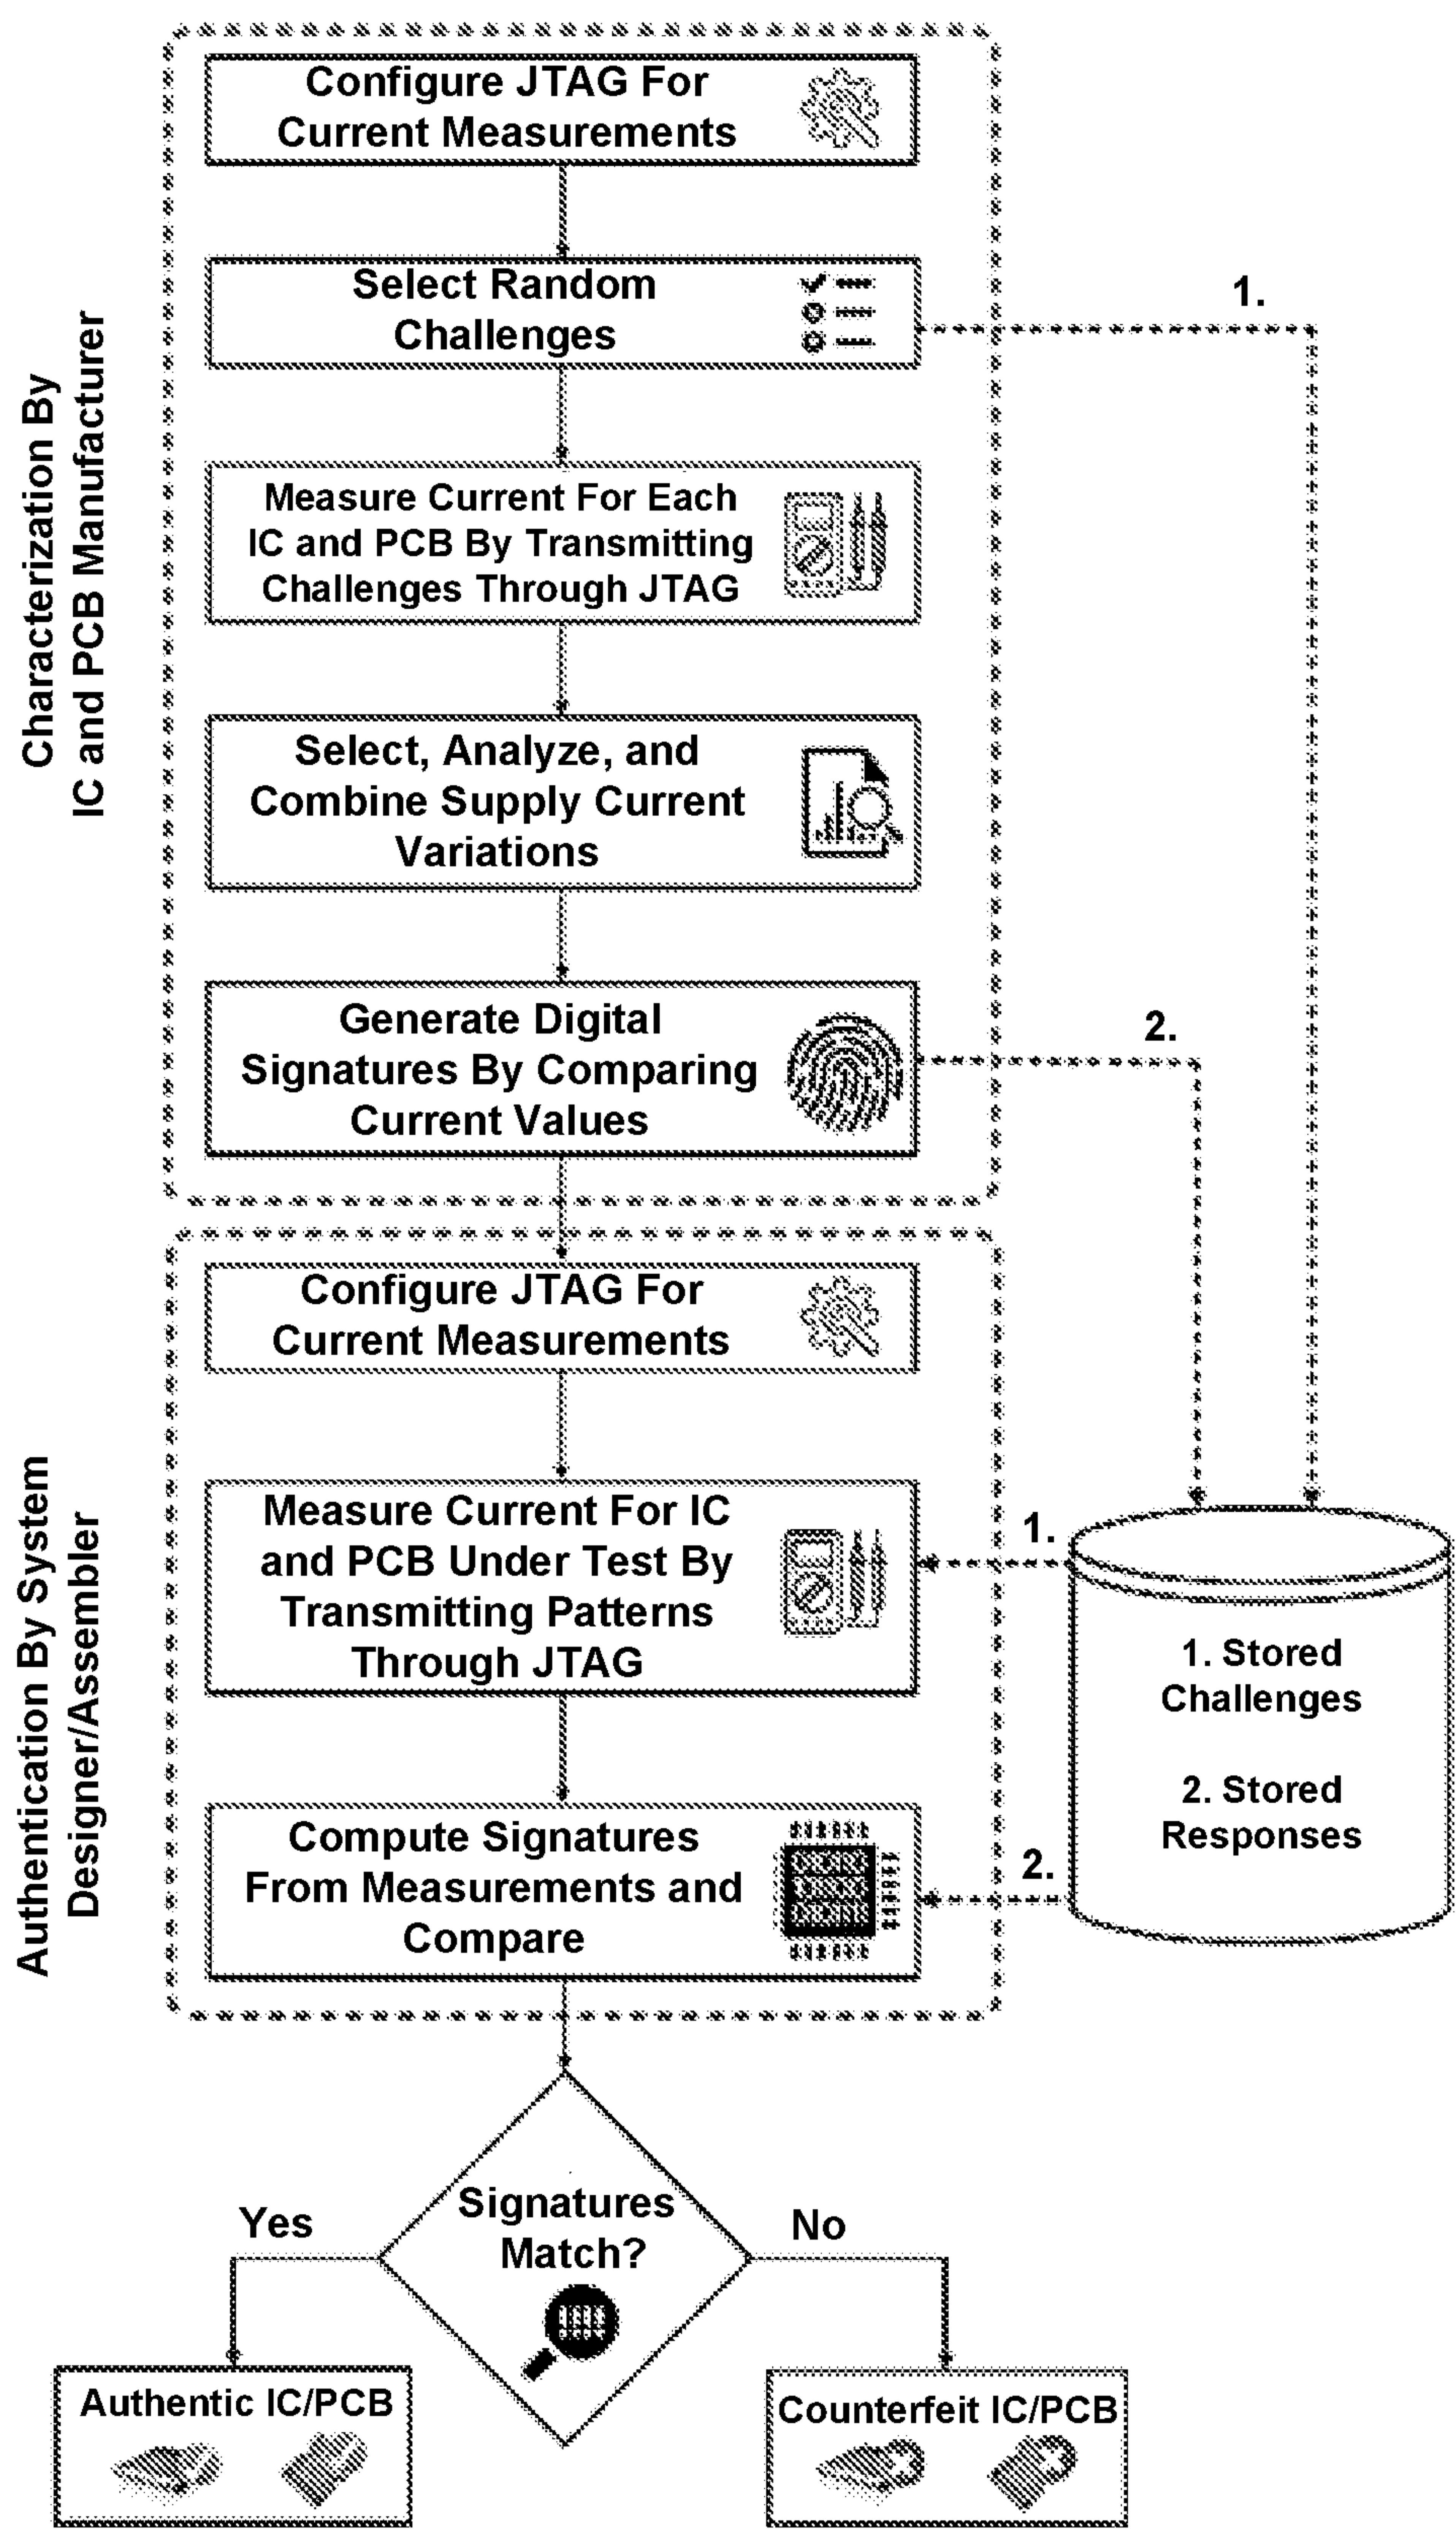 Configure JTAG For
Current Measurements
Select Random
Challenges
1.
Measure Current For Each
IC and PCB By Transmitting
Challenges Through JTAG
Characterization By
IC and PCB Manufacturer
Select, Analyze, and
Combine Supply Current
Variations
Generate Digital
Signatures By Comparing
Current Values
2.
Configure JTAG For
Current Measurements
Measure Current For IC
and PCB Under Test By
Transmitting Patterns
Through JTAG
1.
Authentication By System
Designer/Assembler
1. Stored
Challenges
2. Stored
Responses
Compute Signatures
From Measurements and
Compare
2.
Signatures
Match?
Yes
No
Authentic IC/PCB
Counterfeit IC/PCB